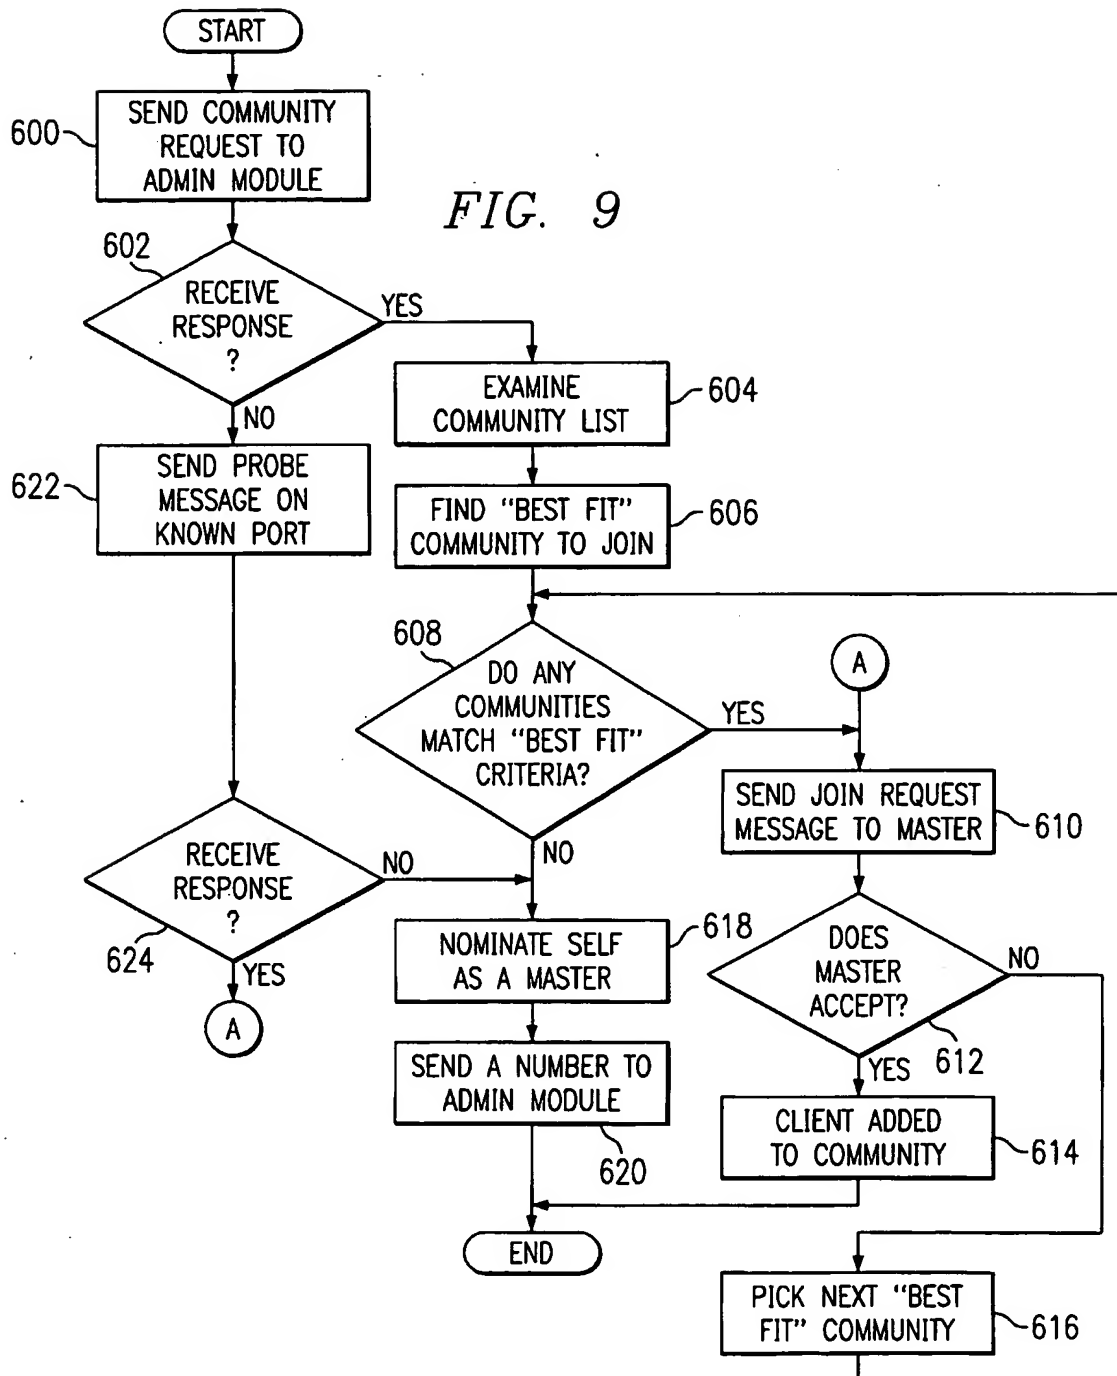 START
SEND COMMUNITY
REQUEST TO
ADMIN MODULE
600
FIG. 9
602
RECEIVE
RESPONSE
?
YES
NO
EXAMINE
COMMUNITY LIST
604
SEND PROBE
MESSAGE ON
KNOWN PORT
622
FIND “BEST FIT”
COMMUNITY TO JOIN
606
608
DO ANY
COMMUNITIES
MATCH “BEST FIT”
CRITERIA?
YES
NO
A
SEND JOIN REQUEST
MESSAGE TO MASTER
610
RECEIVE
RESPONSE
?
624
NO
YES
A
NOMINATE SELF
AS A MASTER
618
DOES
MASTER
ACCEPT?
NO
612
YES
SEND A NUMBER TO
ADMIN MODULE
620
CLIENT ADDED
TO COMMUNITY
614
END
PICK NEXT “BEST
FIT” COMMUNITY
616